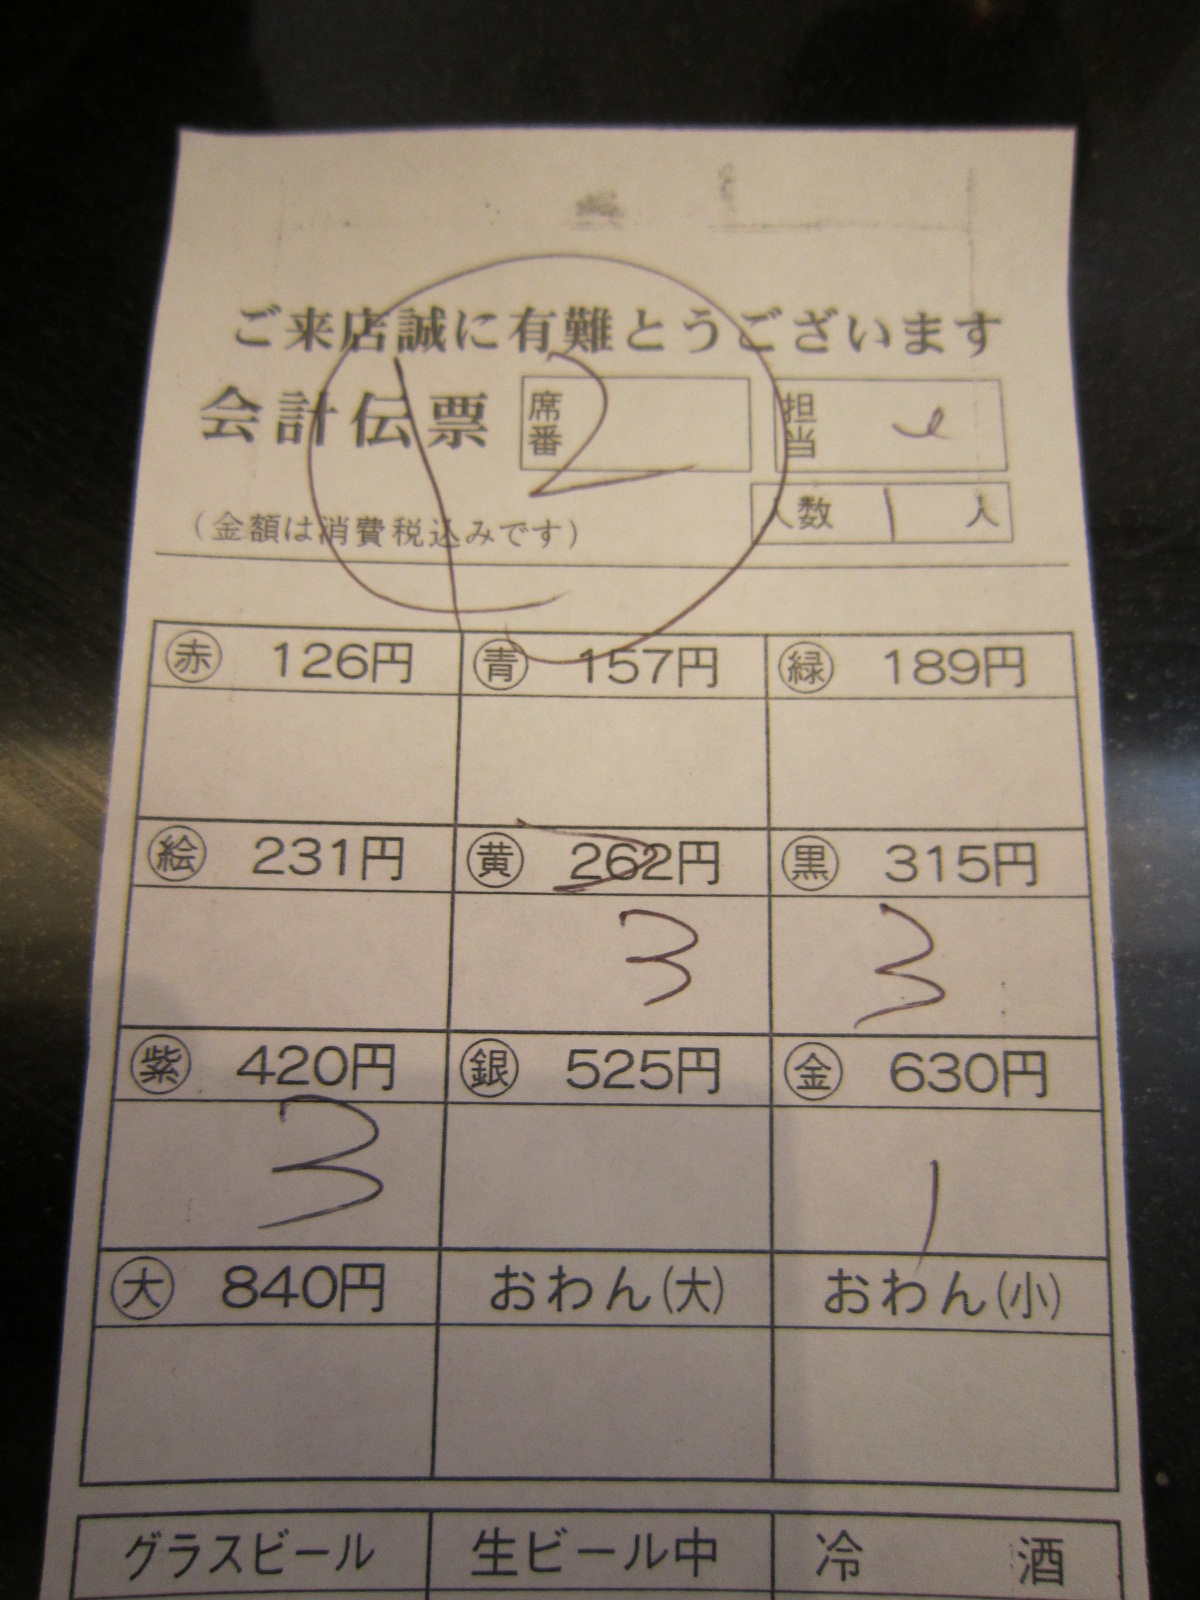 ご来店誠に有難とうございます
会計伝票 席番 12 担当
(金額は消費税込みです) 人数 1 人
赤 126円 青 157円 緑 189円
絵 231円 黄 262円 黒 315円
3 3
紫 420円 銀 525円 金 630円
3 1
大 840円 おわん(大) おわん(小)
グラスビール 生ビール中 冷酒